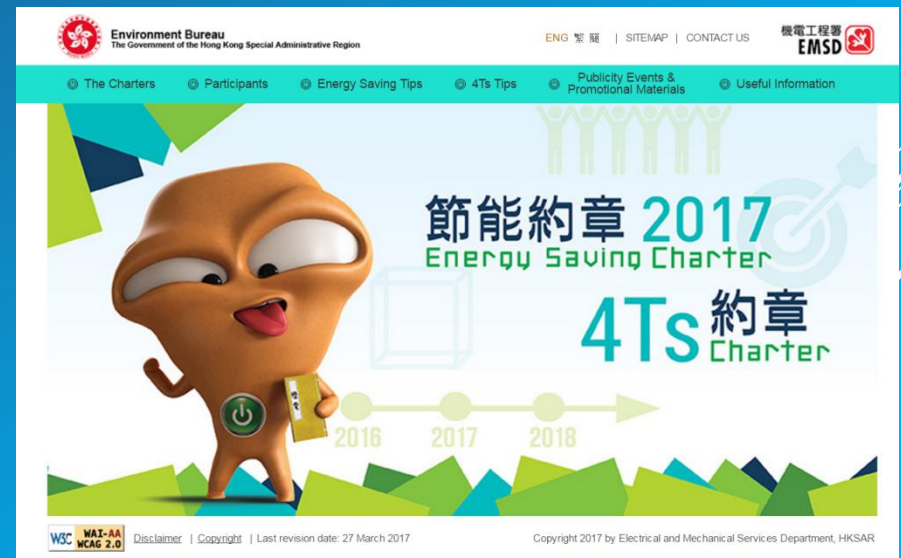 Environment Bureau
The Government of the Hong Kong Special Administrative Region
ENG 繁 簡 | SITEMAP | CONTACT US
機電工程署
EMSD
The Charters
Participants
Energy Saving Tips
4Ts Tips
Publicity Events &
Promotional Materials
Useful Information
節能約章 2017
Energy Saving Charter
4Ts 約章
Charter
2016 2017 2018
W3C WAI-AA
WCAG 2.0
Disclaimer | Copyright | Last revision date: 27 March 2017
Copyright 2017 by Electrical and Mechanical Services Department, HKSAR